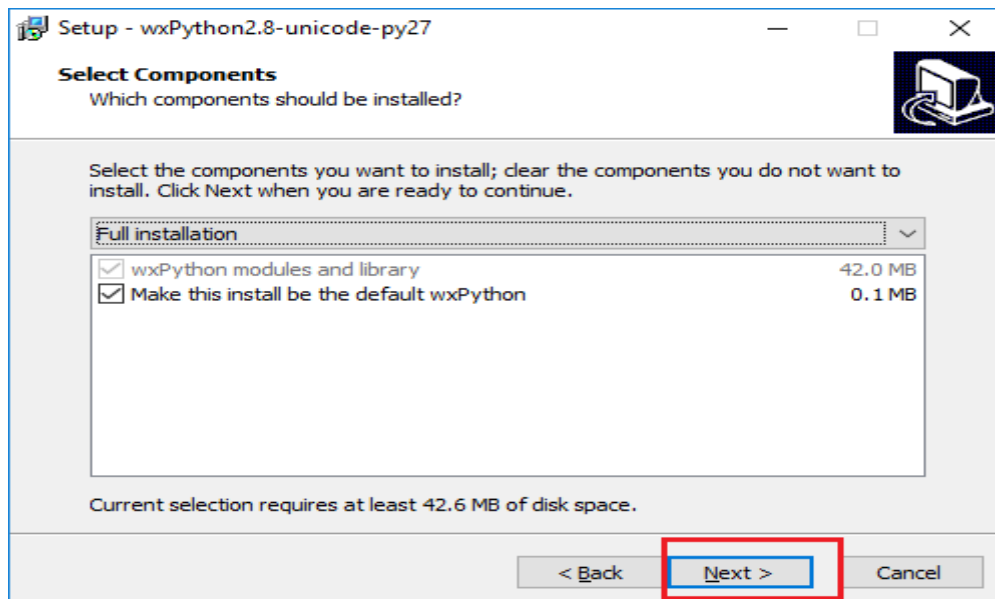 Setup - wxPython2.8-unicode-py27
Select Components
Which components should be installed?
Select the components you want to install; clear the components you do not want to
install. Click Next when you are ready to continue.
Full installation
wxPython modules and library 42.0 MB
Make this install be the default wxPython 0.1 MB
Current selection requires at least 42.6 MB of disk space.
< Back Next > Cancel